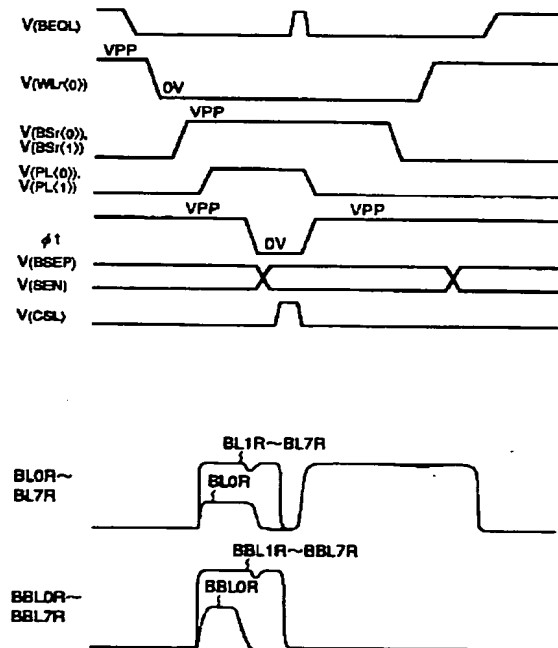 V(BEQL)
VPP
V(WLr(0))
0V
VPP
V(BSr(0)),
V(BSr(1))
V(PL(0)),
V(PL(1))
VPP
VPP
φt
0V
V(BSEP)
V(SEN)
V(CSL)
BL1R~BL7R
BL0R~
BL7R
BL0R
BBL1R~BBL7R
BBL0R~
BBL7R
BBL0R